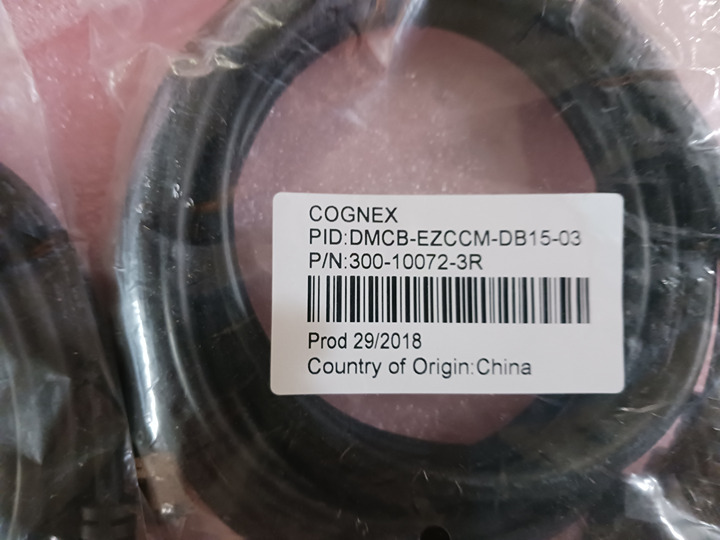 COGNEX
PID:DMCB-EZCCM-DB15-03
P/N:300-10072-3R
Prod 29/2018
Country of Origin:China